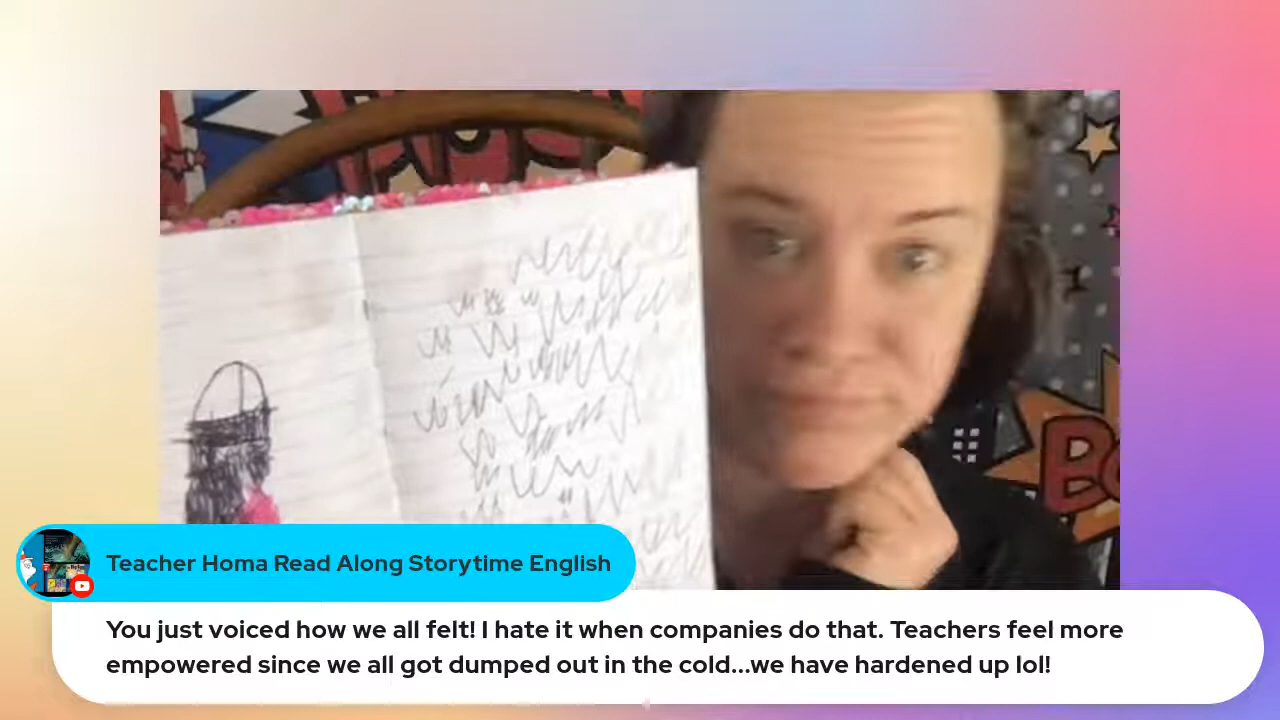 Teacher Homa Read Along Storytime English
You just voiced how we all felt! I hate it when companies do that. Teachers feel more
empowered since we all got dumped out in the cold...we have hardened up lol!